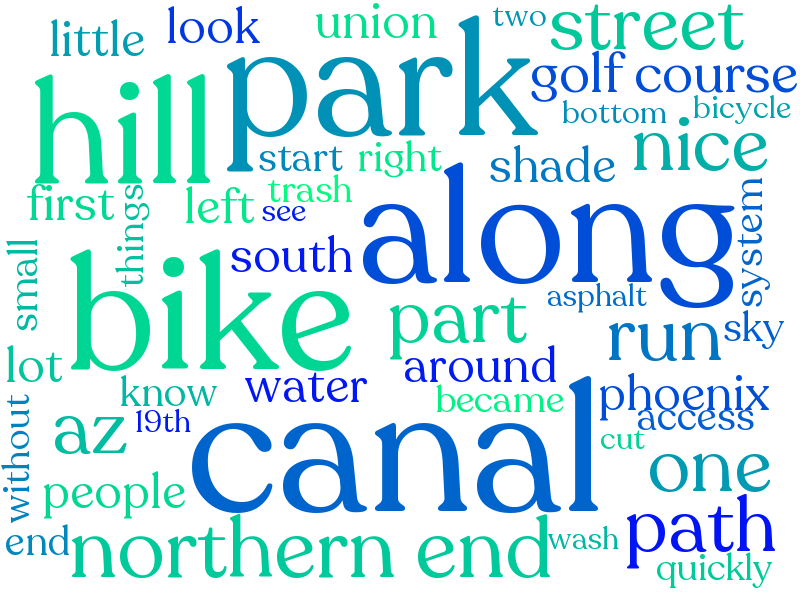 two
union
street
look
little
park
golf course
hill
bottom
bicycle
nice
start
right
shade
trash
first
left
see
things
along
system
small
south
bike
asphalt
part
run
sky
lot
around
water
know
phoenix
became
access
19th
canal
without
az
cut
one
people
path
northern end
wash
end
quickly